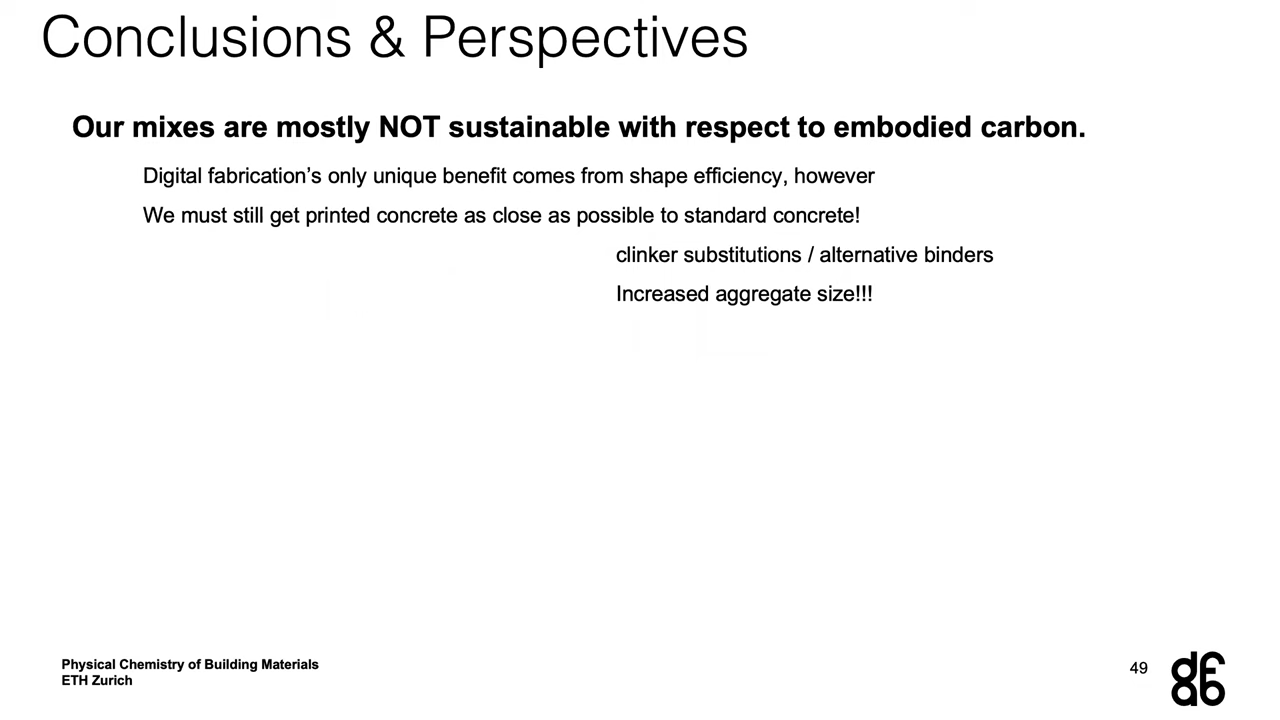 Conclusions & Perspectives
Our mixes are mostly NOT sustainable with respect to embodied carbon.
Digital fabrication’s only unique benefit comes from shape efficiency, however
We must still get printed concrete as close as possible to standard concrete!
clinker substitutions / alternative binders
Increased aggregate size!!!
Physical Chemistry of Building Materials
ETH Zurich
49
dF
ab